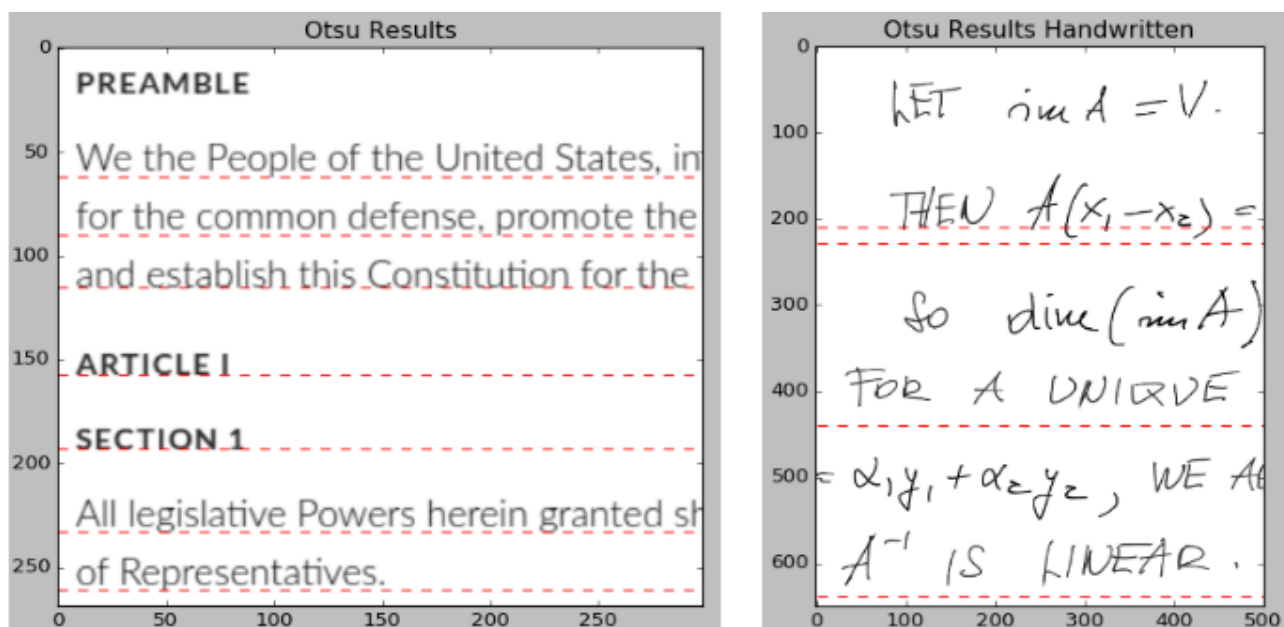 Otsu Results
0
50
100
150
200
250
PREAMBLE
We the People of the United States, in
for the common defense, promote the
and establish this Constitution for the
ARTICLE I
SECTION 1
All legislative Powers herein granted sh
of Representatives.
0 50 100 150 200 250
Otsu Results Handwritten
0
100
200
300
400
500
600
LET im A = V.
THEN A(x₁-x₂) =
So dim(im A)
FOR A UNIQUE
= α₁y₁+α₂y₂, WE
A⁻¹ IS LINEAR.
0 100 200 300 400 500